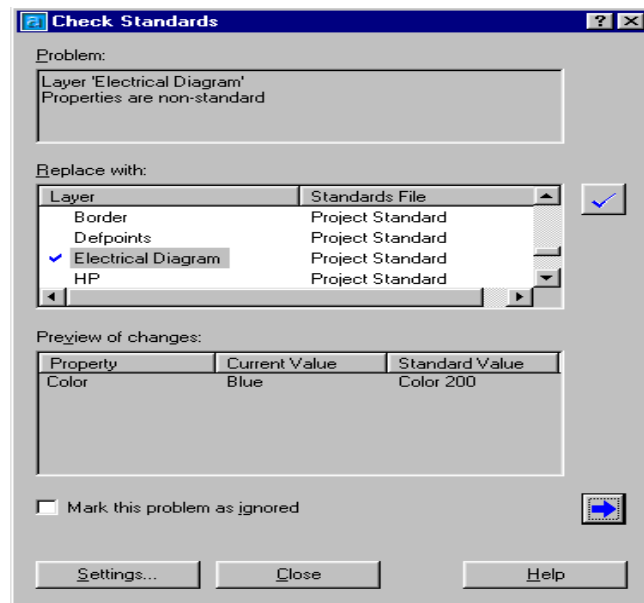 Check Standards
Problem:
Layer 'Electrical Diagram'
Properties are non-standard
Replace with:
Layer Standards File
Border Project Standard
Defpoints Project Standard
Electrical Diagram Project Standard
HP Project Standard
Preview of changes:
Property Current Value Standard Value
Color Blue Color 200
Mark this problem as ignored
Settings... Close Help